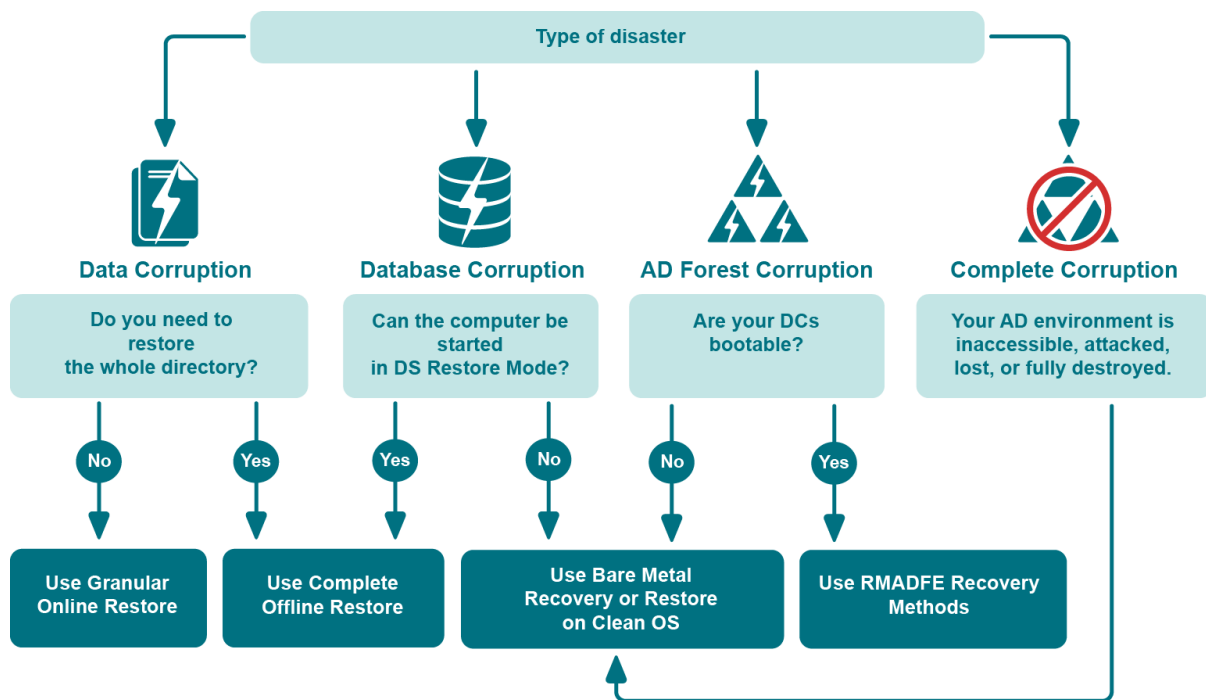 Type of disaster
Data Corruption
Database Corruption
AD Forest Corruption
Complete Corruption
Do you need to
restore
the whole directory?
Can the computer be
started
in DS Restore Mode?
Are your DCs
bootable?
Your AD environment is
inaccessible, attacked,
lost, or fully destroyed.
No
Yes
Yes
No
No
Yes
Use Granular
Online Restore
Use Complete
Offline Restore
Use Bare Metal
Recovery or Restore
on Clean OS
Use RMADFE Recovery
Methods